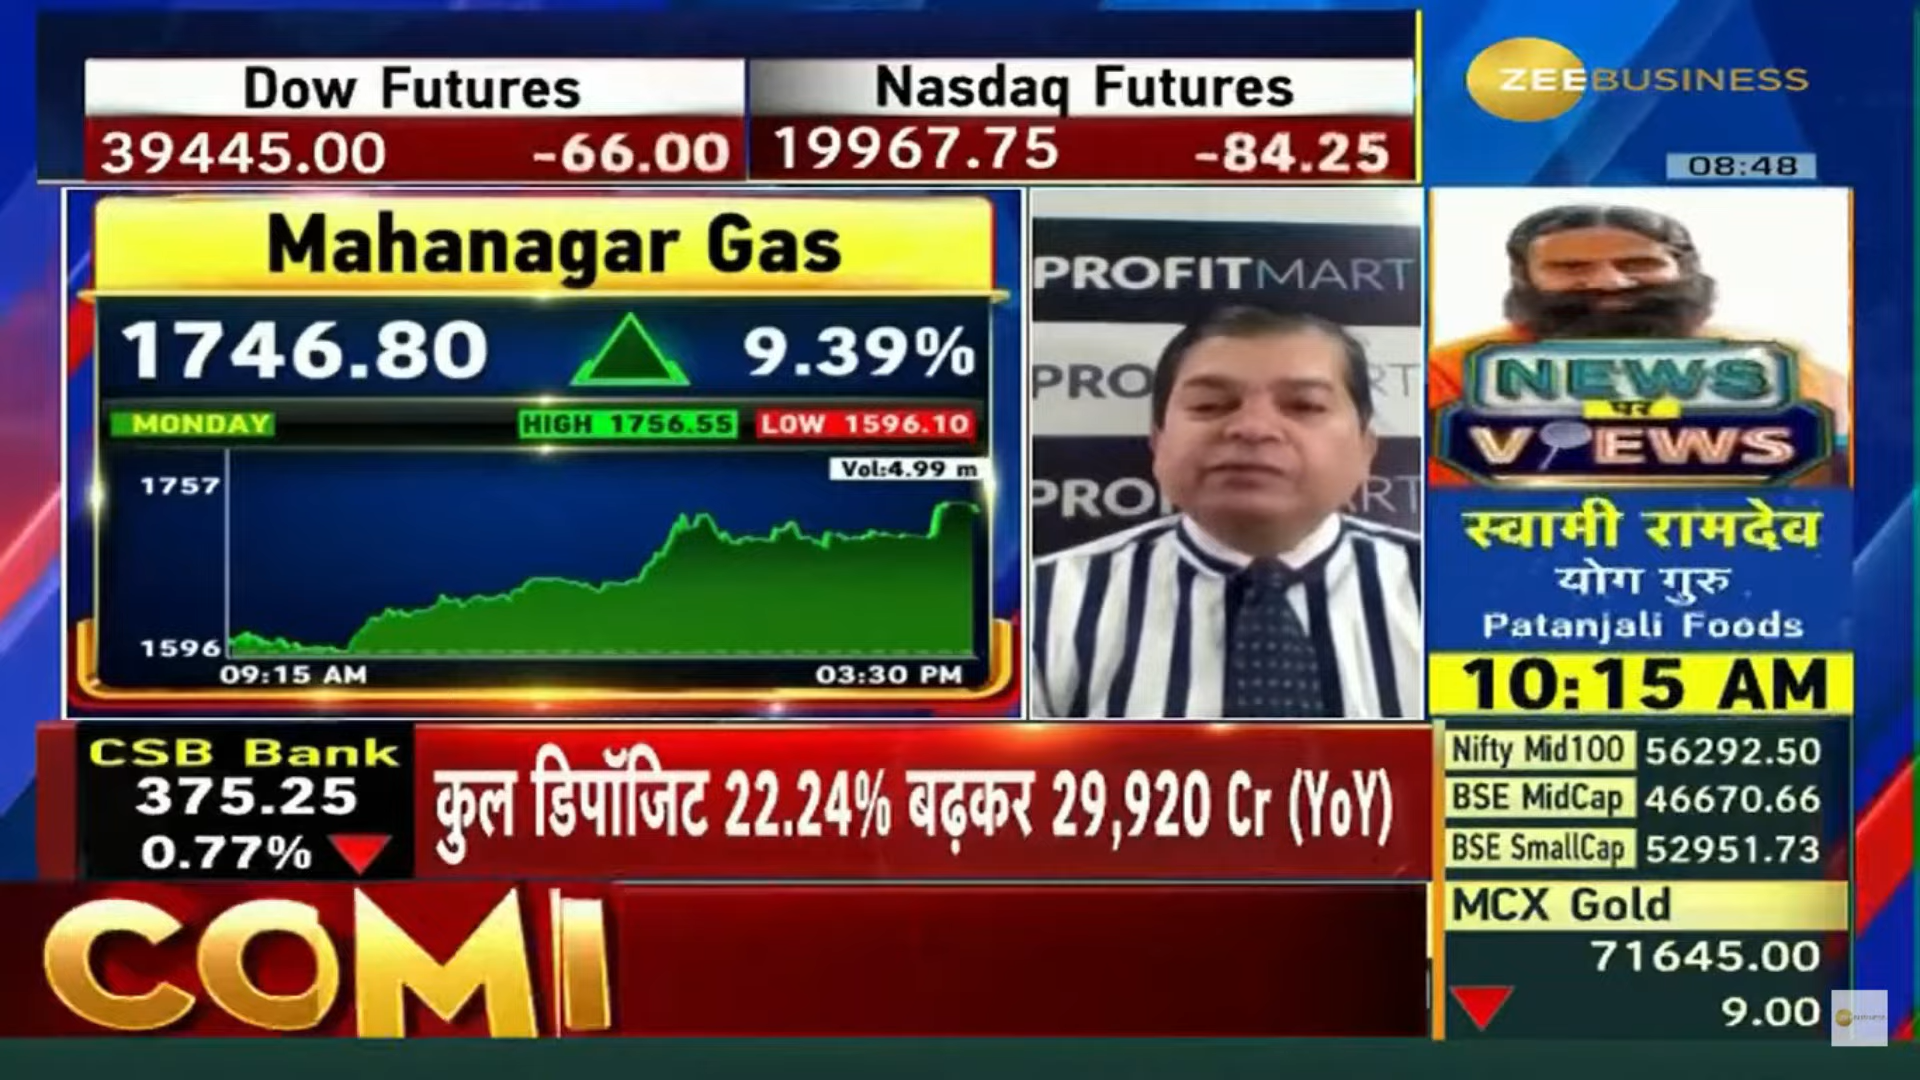 Dow Futures
39445.00 -66.00
Nasdaq Futures
19967.75 -84.25
ZEEBUSINESS
08:48
Mahanagar Gas
1746.80 9.39%
MONDAY HIGH 1756.55 LOW 1596.10
Vol:4.99 m
1757
1596
09:15 AM 03:30 PM
PROFITMART
PRO RT
PRO ART
NEWS
पर
VIEWS
स्वामी रामदेव
योग गुरु
Patanjali Foods
10:15 AM
CSB Bank
375.25
0.77%
कुल डिपॉजिट 22.24% बढ़कर 29,920 Cr (YoY)
Nifty Mid100 56292.50
BSE MidCap 46670.66
BSE SmallCap 52951.73
MCX Gold
71645.00
9.00
COMI